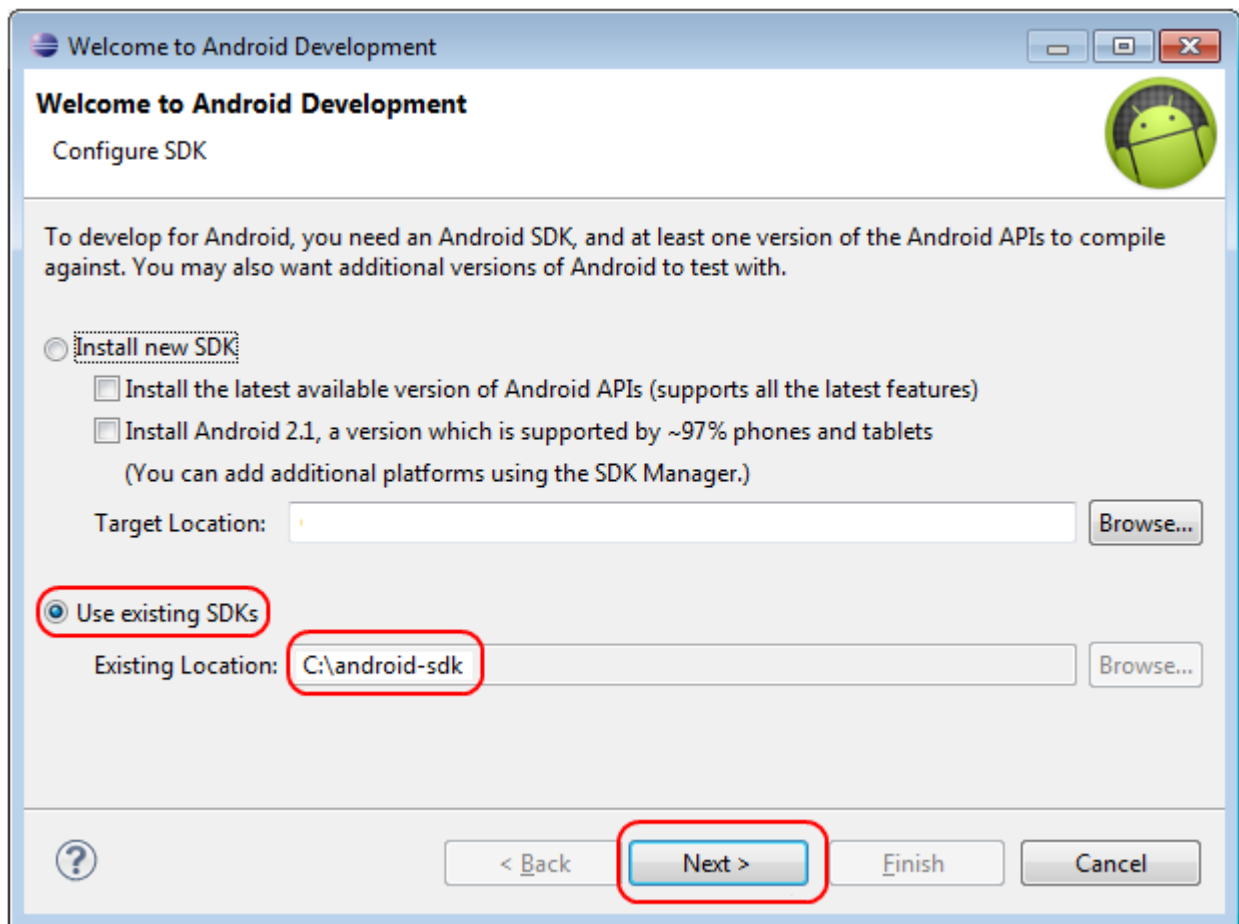 Welcome to Android Development
Welcome to Android Development
Configure SDK
To develop for Android, you need an Android SDK, and at least one version of the Android APIs to compile
against. You may also want additional versions of Android to test with.
Install new SDK
Install the latest available version of Android APIs (supports all the latest features)
Install Android 2.1, a version which is supported by ~97% phones and tablets
(You can add additional platforms using the SDK Manager.)
Target Location: Browse...
Use existing SDKs
Existing Location: C:\android-sdk Browse...
? < Back Next > Finish Cancel